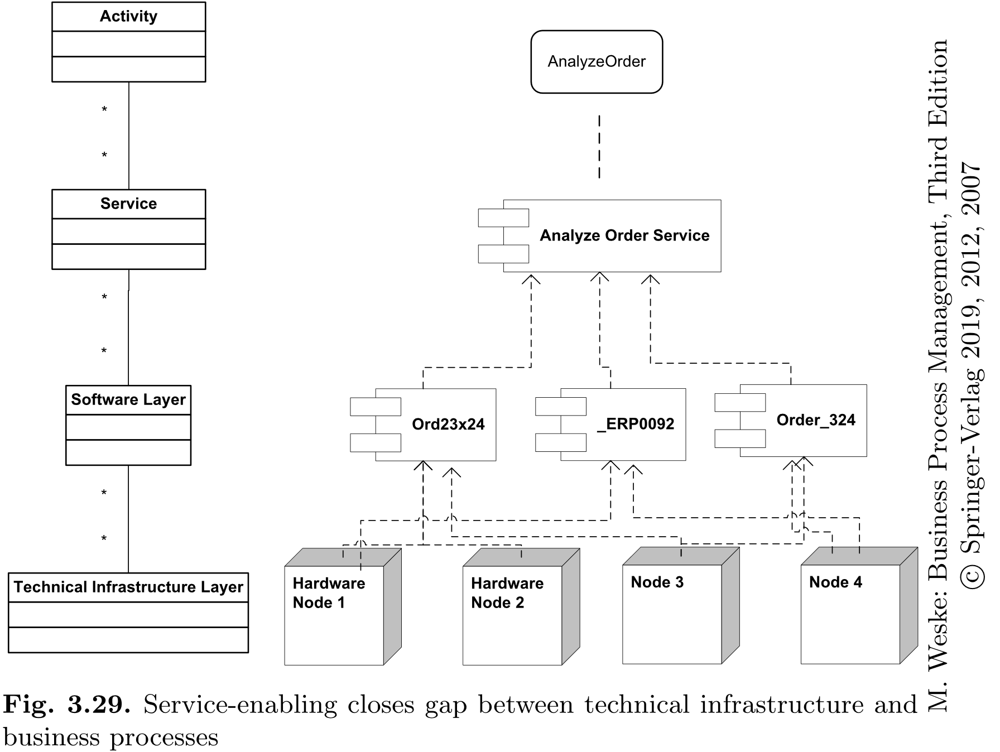 Activity
*
*
Service
*
*
Software Layer
*
*
Technical Infrastructure Layer
AnalyzeOrder
Analyze Order Service
Ord23x24
_ERP0092
Order_324
Hardware
Node 1
Hardware
Node 2
Node 3
Node 4
Fig. 3.29. Service-enabling closes gap between technical infrastructure and
business processes
M. Weske: Business Process Management, Third Edition
© Springer-Verlag 2019, 2012, 2007